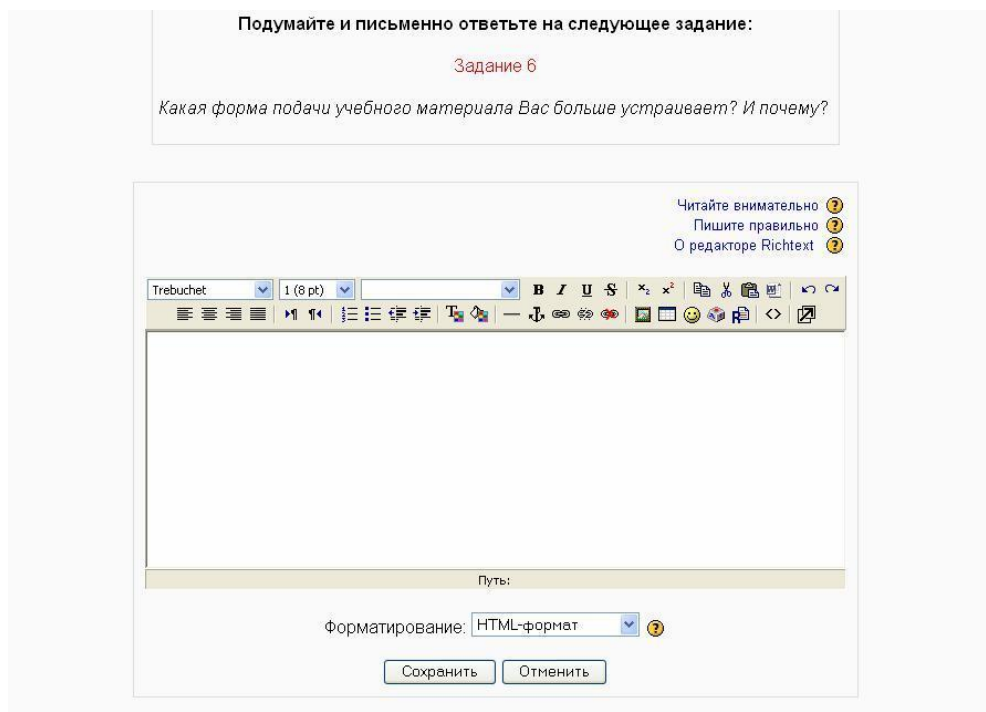 Подумайте и письменно ответьте на следующее задание:
Задание 6
Какая форма подачи учебного материала Вас больше устраивает? И почему?
Читайте внимательно
Пишите правильно
О редакторе Richtext
Trebuchet 1 (8 pt) B I U S
Путь:
Форматирование: HTML-формат
Сохранить Отменить